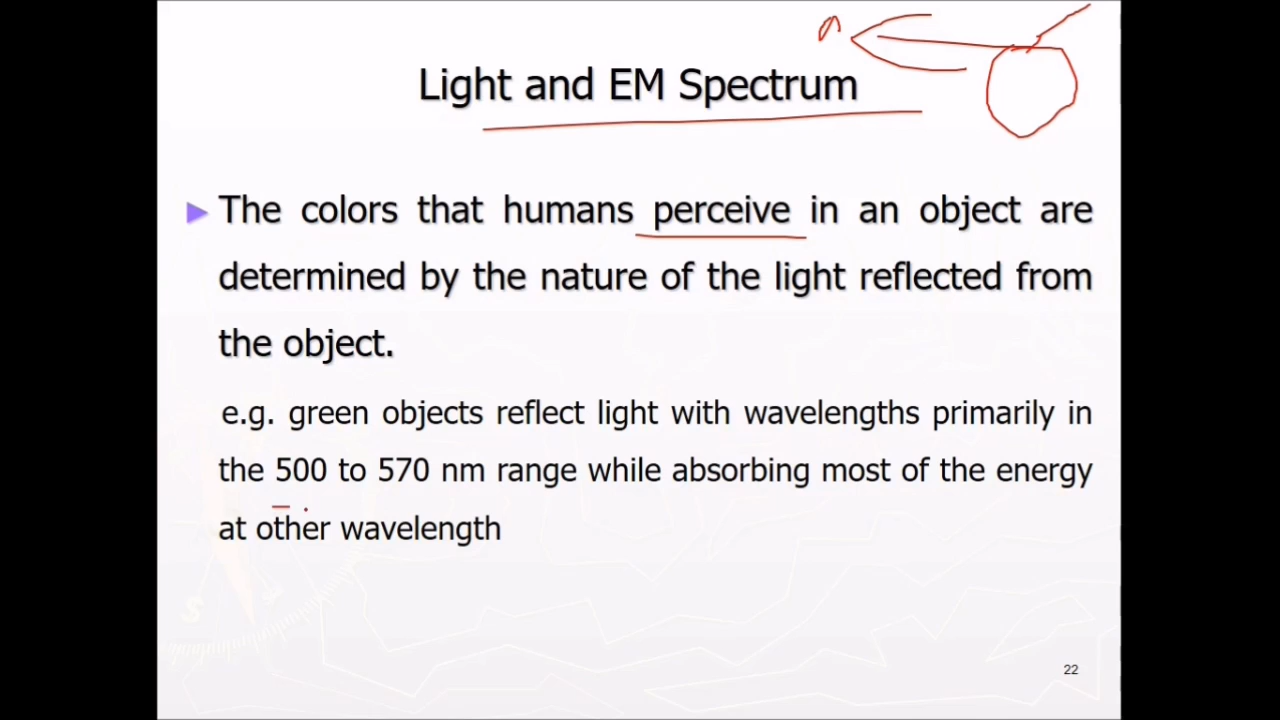 Light and EM Spectrum
The colors that humans perceive in an object are
determined by the nature of the light reflected from
the object.
e.g. green objects reflect light with wavelengths primarily in
the 500 to 570 nm range while absorbing most of the energy
at other wavelength
22